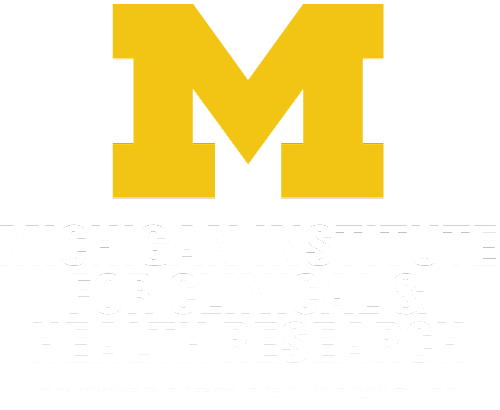 M
MICHIGAN INSTITUTE
FOR CLINICAL &
HEALTH RESEARCH